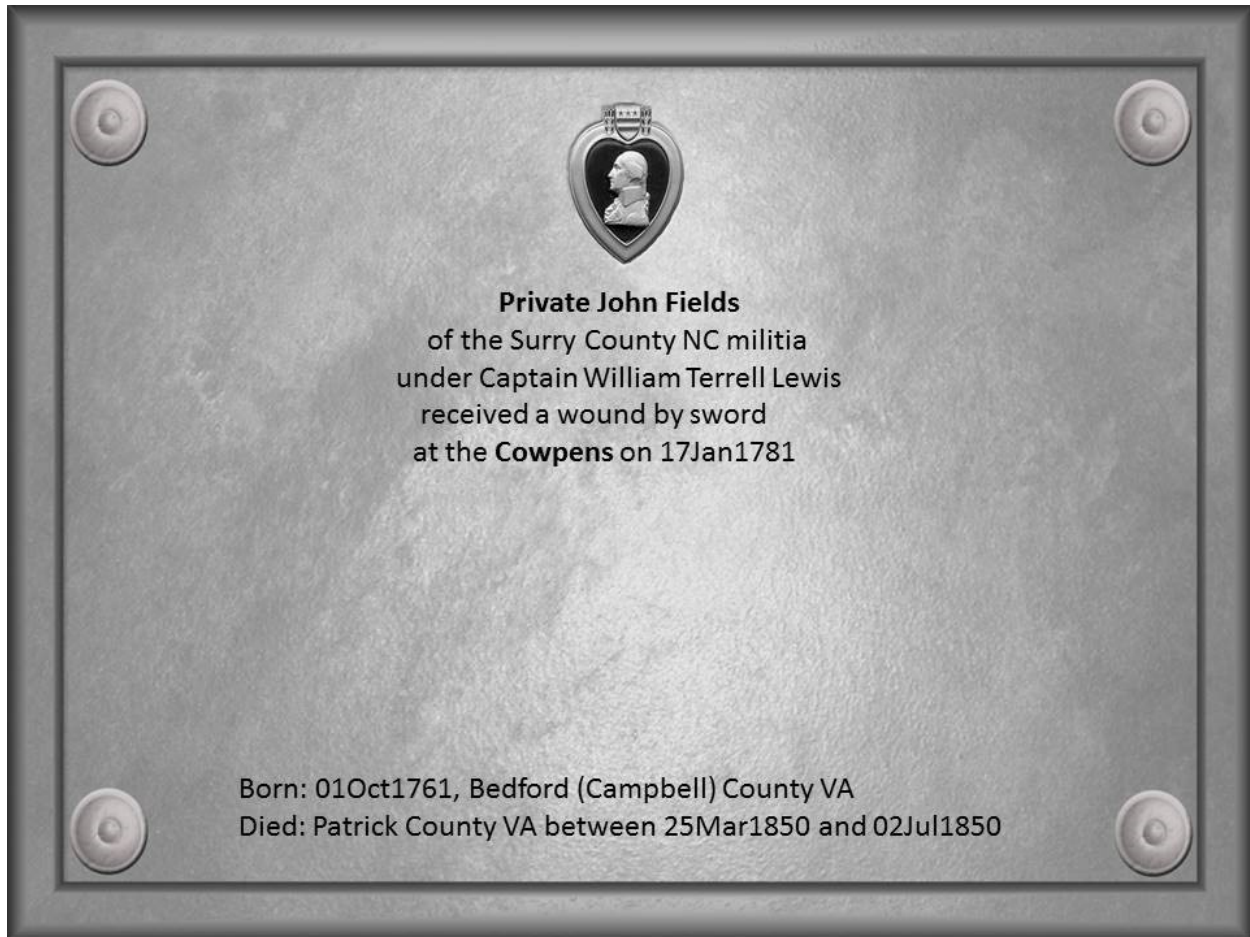 Private John Fields
of the Surry County NC militia
under Captain William Terrell Lewis
received a wound by sword
at the Cowpens on 17Jan1781
Born: 01Oct1761, Bedford (Campbell) County VA
Died: Patrick County VA between 25Mar1850 and 02Jul1850